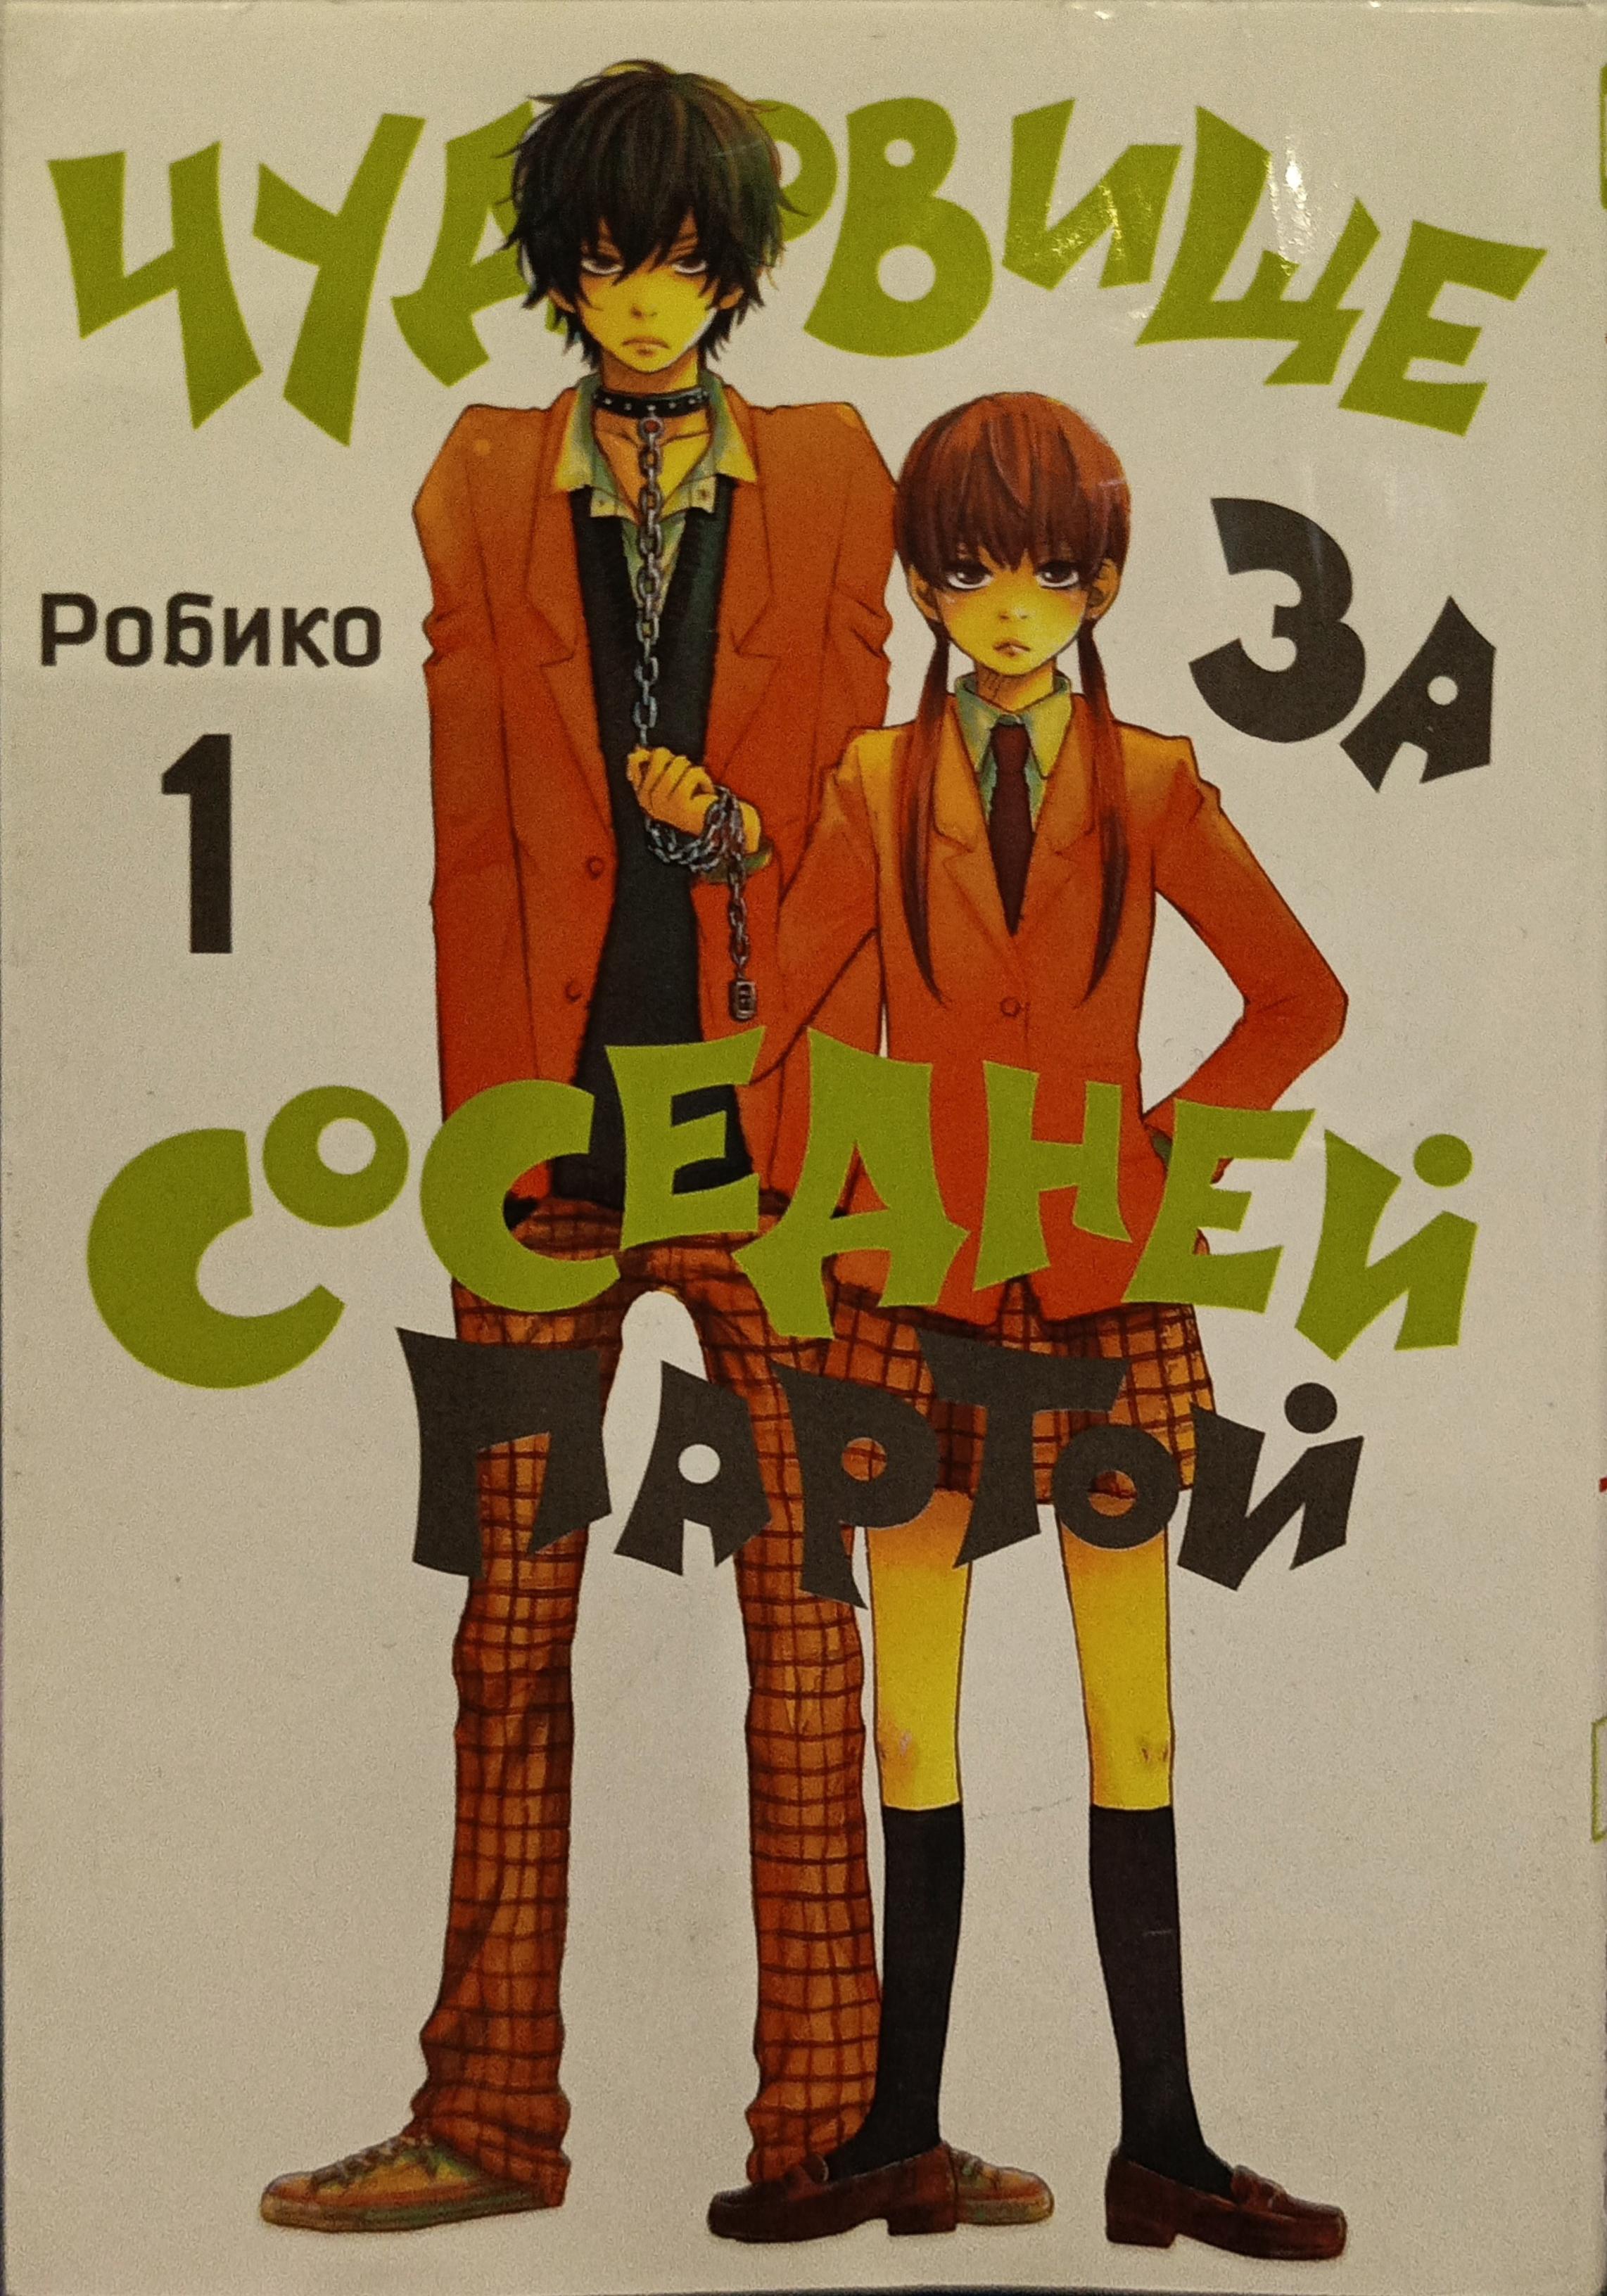 ЧУДОВИЩЕ
Робико
1
ЗА
СОСЕДНЕЙ
ПАРТОЙ